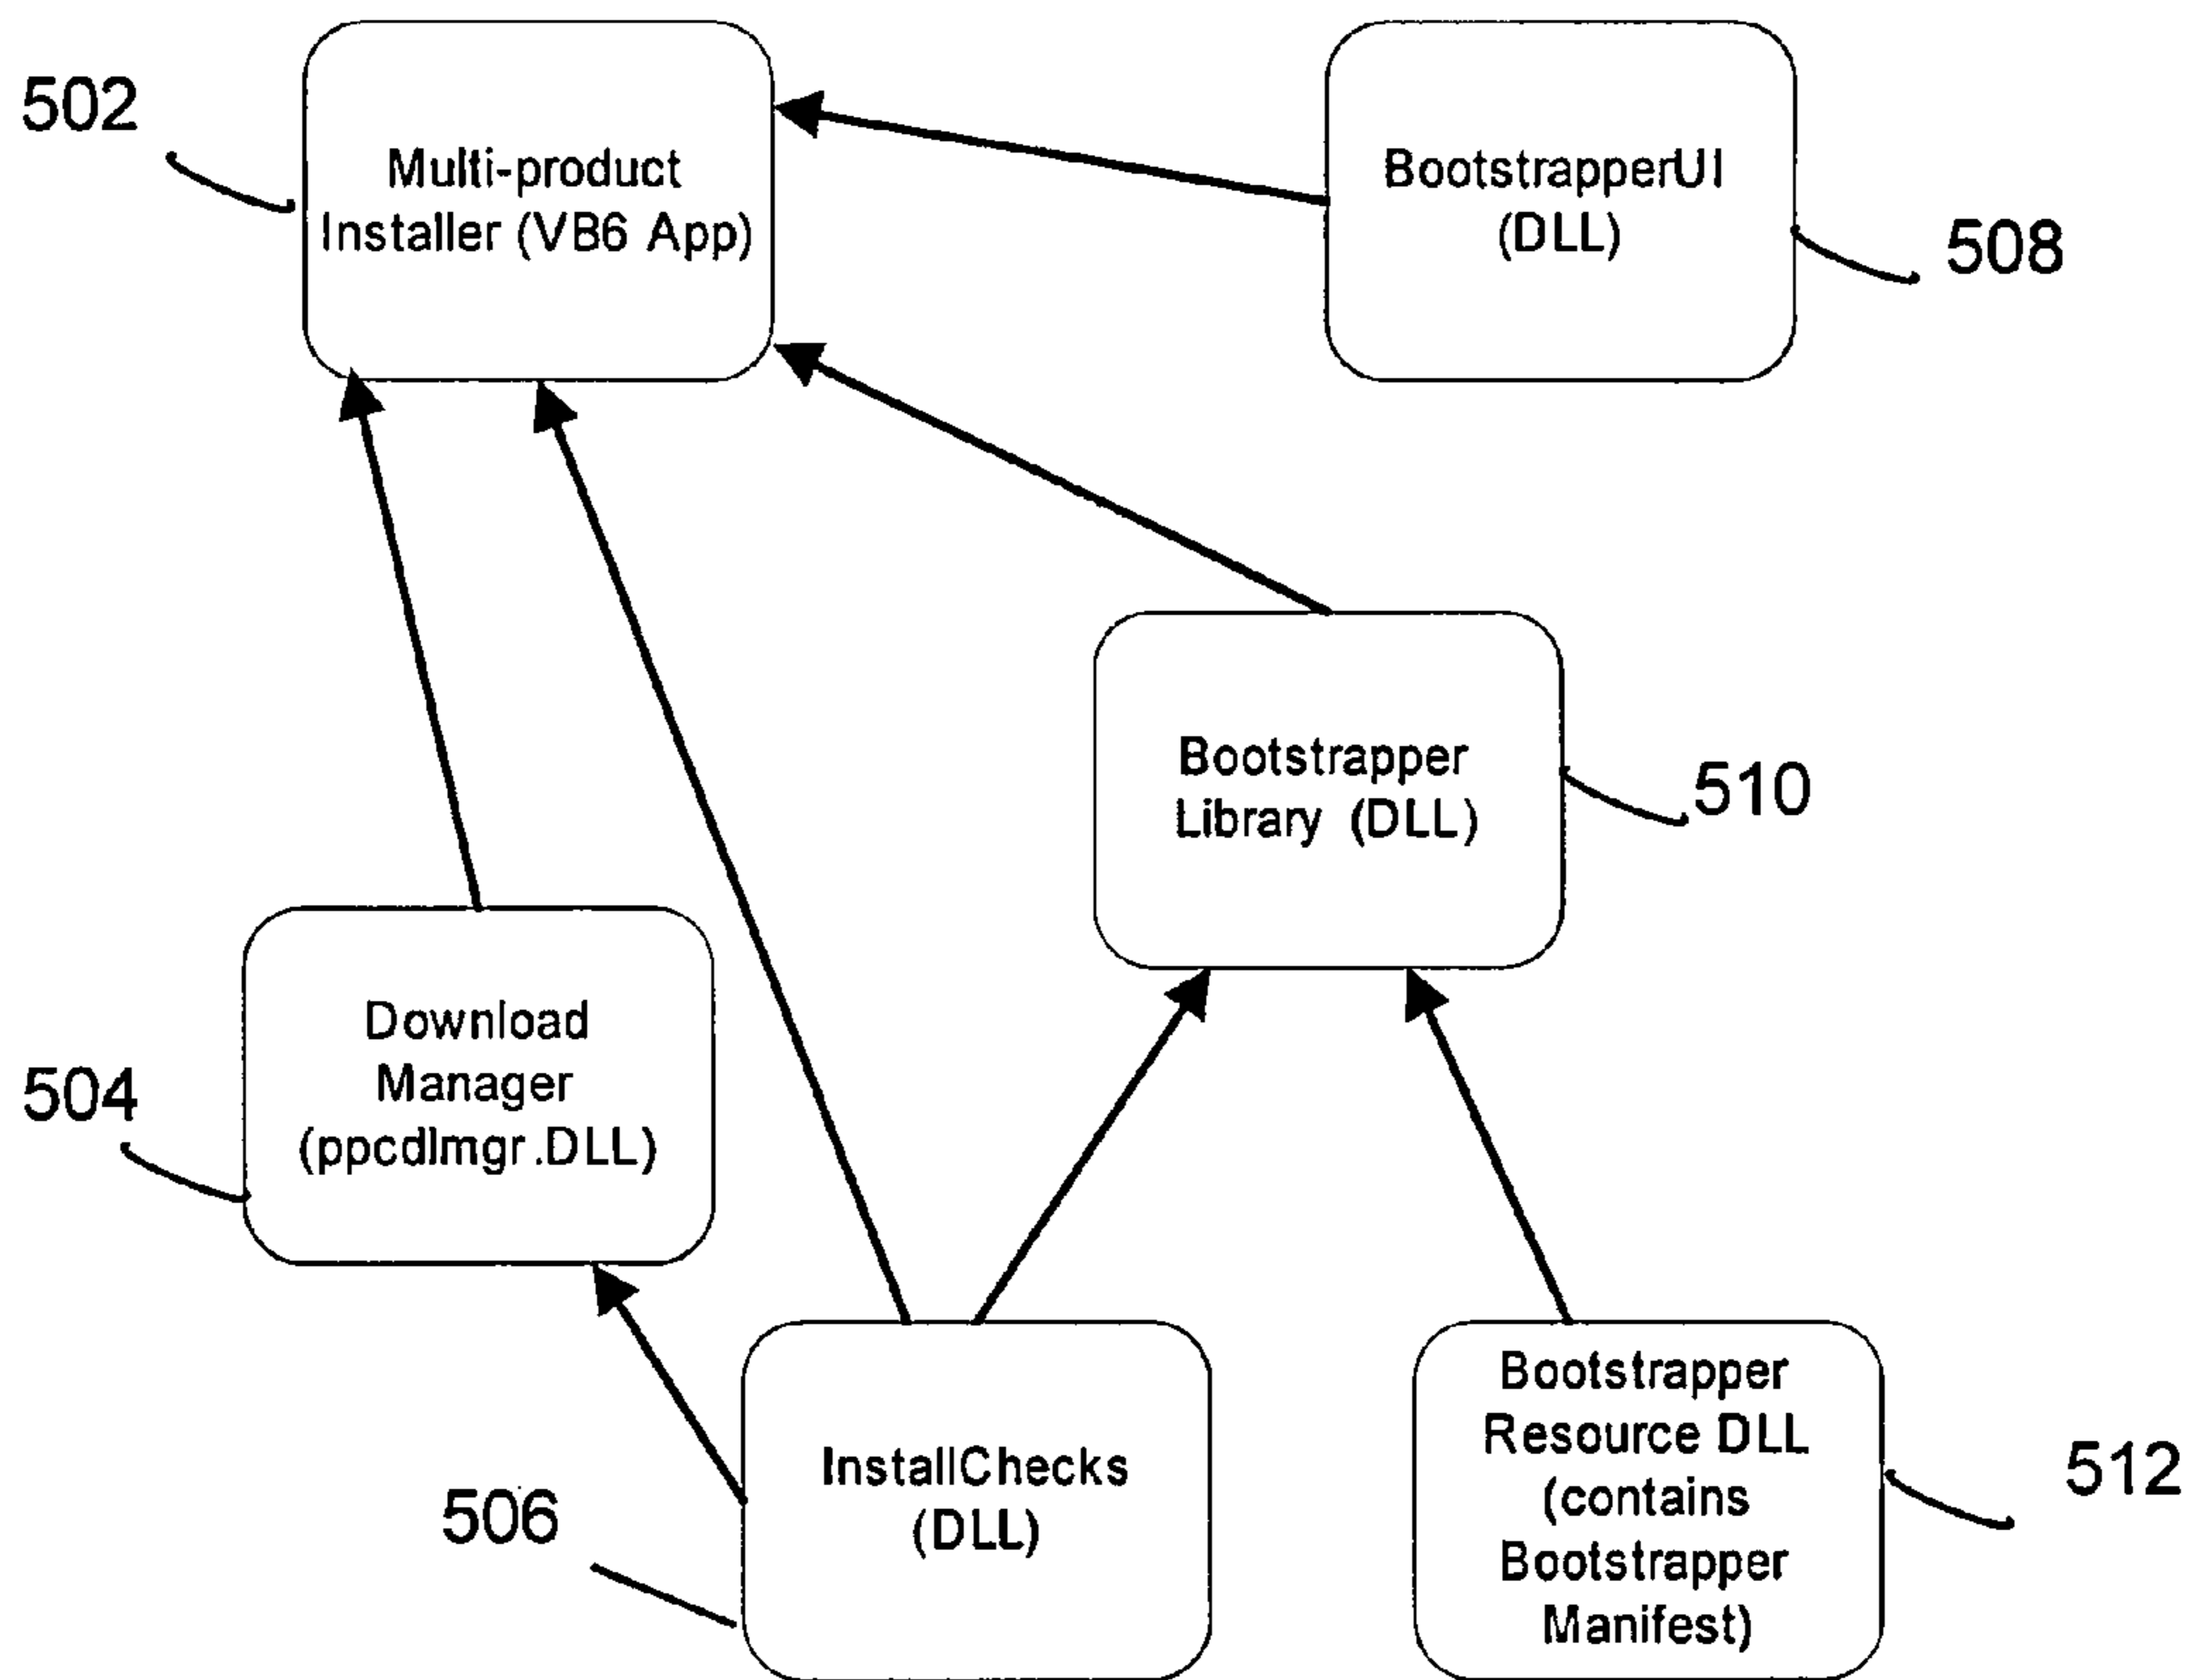 502
Multi-product
Installer (VB6 App)
BootstrapperUI
(DLL)
508
Bootstrapper
Library (DLL)
510
Download
Manager
(ppcdlmgr.DLL)
504
InstallChecks
(DLL)
506
Bootstrapper
Resource DLL
(contains
Bootstrapper
Manifest)
512